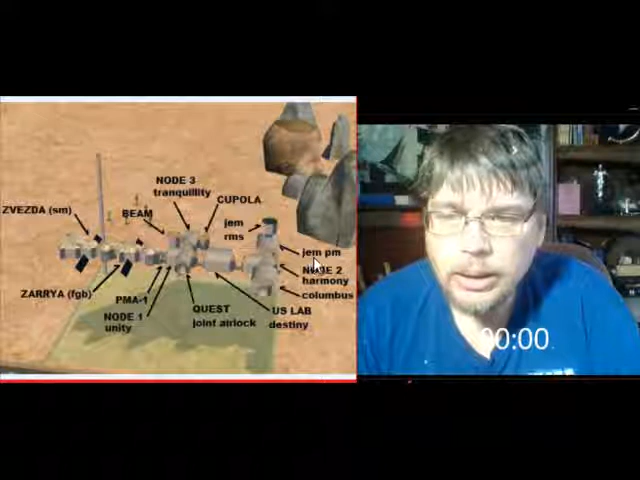 NODE 3
tranquillity
CUPOLA
ZVEZDA (sm)
BEAM
jem
rms
jem pm
NODE 2
harmony
columbus
ZARRYA (fgb)
PMA-1
NODE 1
unity
QUEST
joint airlock
US LAB
destiny
00:00